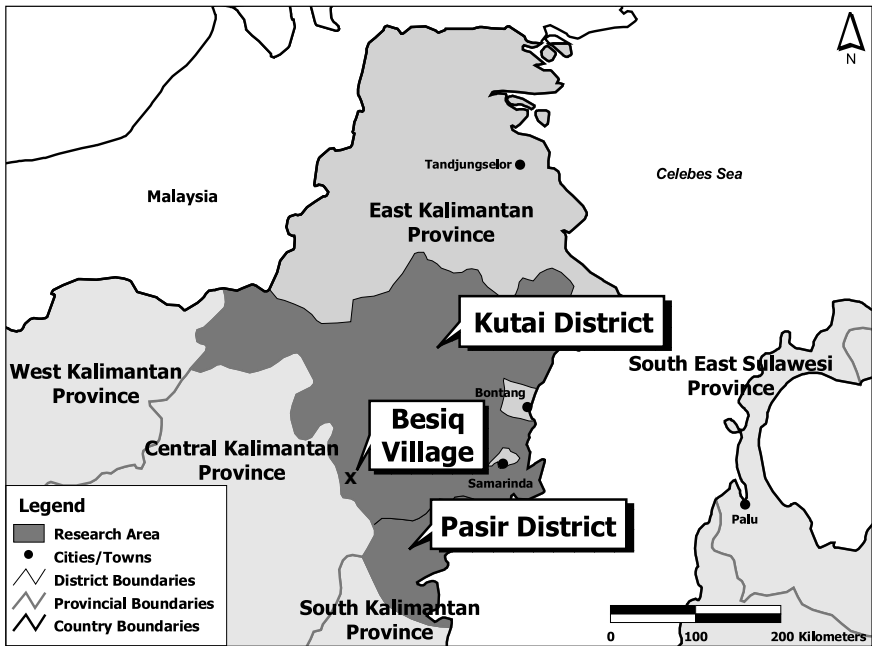 N
Tandjungselor
Celebes Sea
Malaysia
East Kalimantan
Province
Kutai District
South East Sulawesi
Province
West Kalimantan
Province
Bontang
Besiq
Village
Central Kalimantan
Province
x
Samarinda
Legend
Research Area
Cities/Towns
District Boundaries
Provincial Boundaries
Country Boundaries
Pasir District
Palu
South Kalimantan
Province
0 100 200 Kilometers